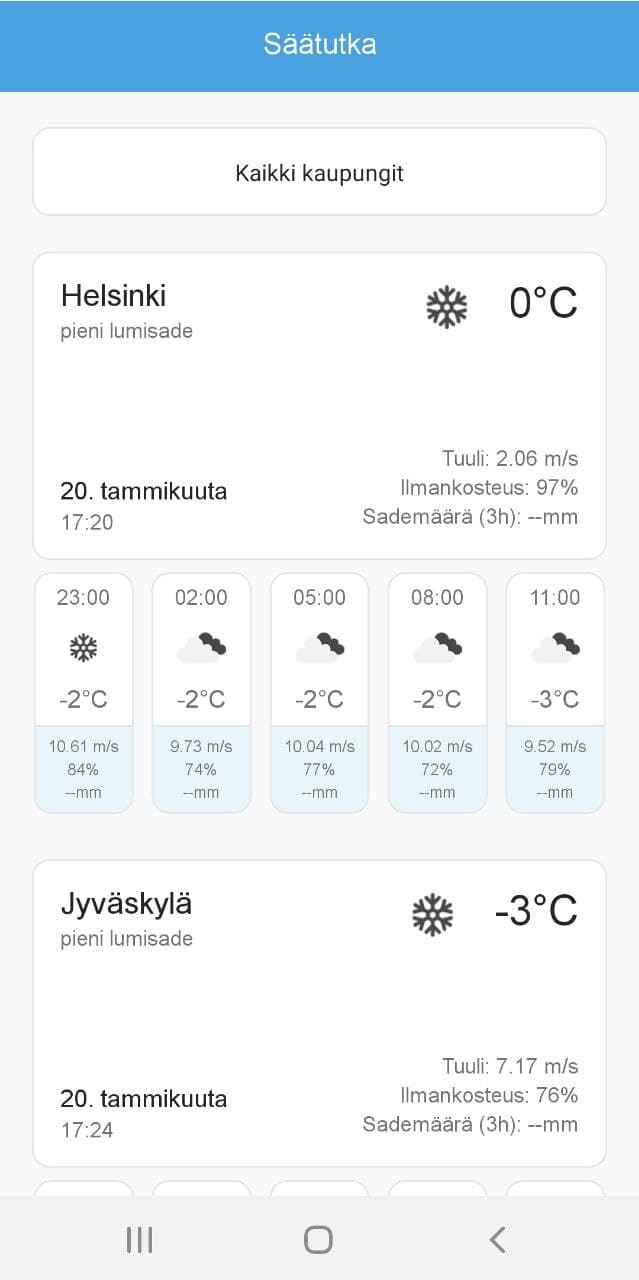 Säätutka
Kaikki kaupungit
Helsinki
0°C
pieni lumisade
Tuuli: 2.06 m/s
20. tammikuuta
Ilmankosteus: 97%
17:20
Sademäärä (3h): --mm
23:00 02:00 05:00 08:00 11:00
-2°C -2°C -2°C -2°C -3°C
10.61 m/s 9.73 m/s 10.04 m/s 10.02 m/s 9.52 m/s
84% 74% 77% 72% 79%
--mm --mm --mm --mm --mm
Jyväskylä
-3°C
pieni lumisade
Tuuli: 7.17 m/s
20. tammikuuta
Ilmankosteus: 76%
17:24
Sademäärä (3h): --mm